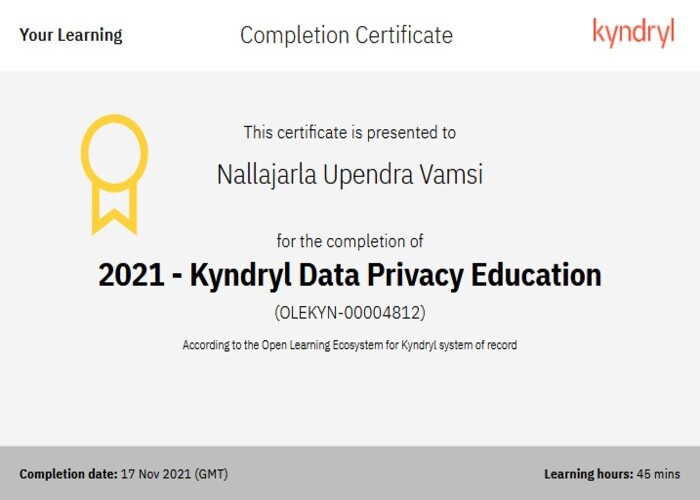 Your Learning
Completion Certificate
kyndryl
This certificate is presented to
Nallajarla Upendra Vamsi
for the completion of
2021 - Kyndryl Data Privacy Education
(OLEKYN-00004812)
According to the Open Learning Ecosystem for Kyndryl system of record
Completion date: 17 Nov 2021 (GMT)
Learning hours: 45 mins